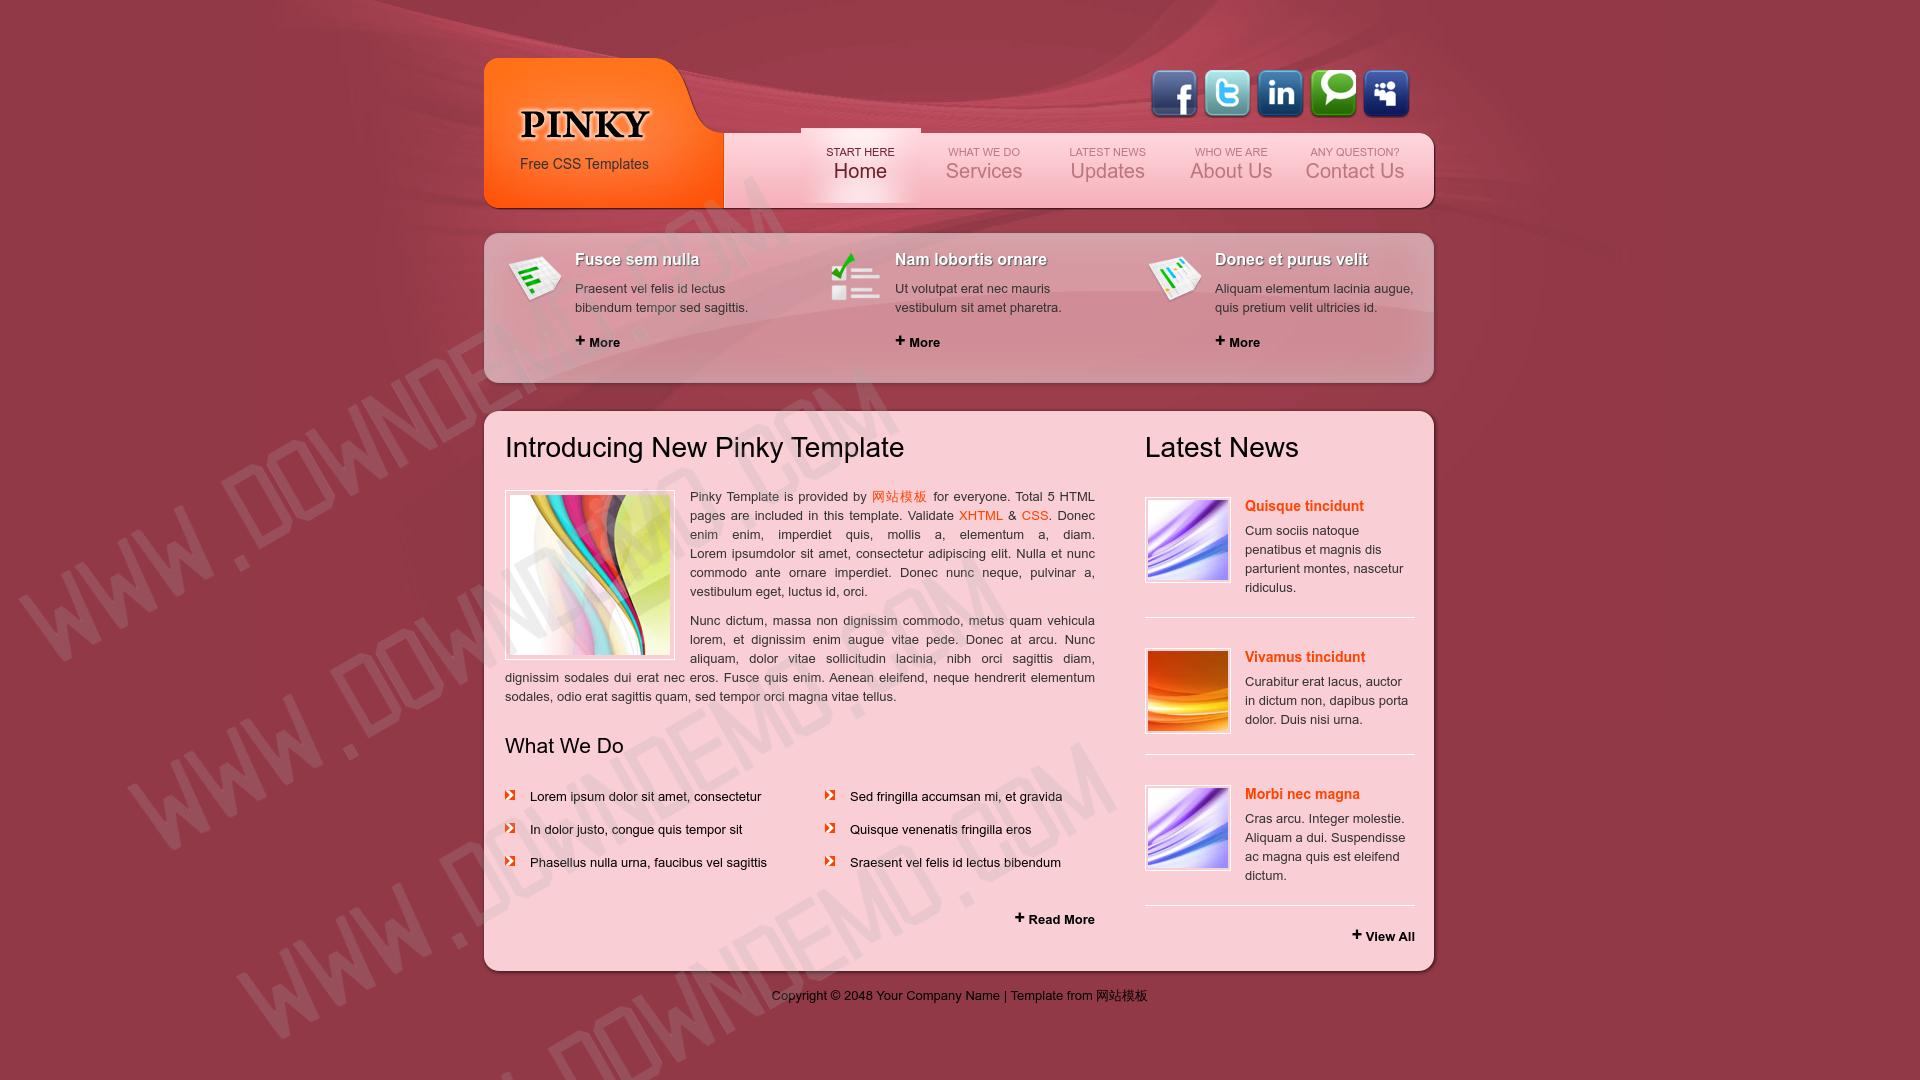 PINKY
Free CSS Templates
START HERE
Home
WHAT WE DO
Services
LATEST NEWS
Updates
WHO WE ARE
About Us
ANY QUESTION?
Contact Us
Fusce sem nulla
Praesent vel felis id lectus
bibendum tempor sed sagittis.
+ More
Nam lobortis ornare
Ut volutpat erat nec mauris
vestibulum sit amet pharetra.
+ More
Donec et purus velit
Aliquam elementum lacinia augue,
quis pretium velit ultricies id.
+ More
Introducing New Pinky Template
Pinky Template is provided by 网站模板 for everyone. Total 5 HTML
pages are included in this template. Validate XHTML & CSS. Donec
enim enim, imperdiet quis, mollis a, elementum a, diam.
Lorem ipsumdolor sit amet, consectetur adipiscing elit. Nulla et nunc
commodo ante ornare imperdiet. Donec nunc neque, pulvinar a,
vestibulum eget, luctus id, orci.
Nunc dictum, massa non dignissim commodo, metus quam vehicula
lorem, et dignissim enim augue vitae pede. Donec at arcu. Nunc
aliquam, dolor vitae sollicitudin lacinia, nibh orci sagittis diam,
dignissim sodales dui erat nec eros. Fusce quis enim. Aenean eleifend, neque hendrerit elementum
sodales, odio erat sagittis quam, sed tempor orci magna vitae tellus.
What We Do
Lorem ipsum dolor sit amet, consectetur
In dolor justo, congue quis tempor sit
Phasellus nulla urna, faucibus vel sagittis
Sed fringilla accumsan mi, et gravida
Quisque venenatis fringilla eros
Sraesent vel felis id lectus bibendum
+ Read More
Latest News
Quisque tincidunt
Cum sociis natoque
penatibus et magnis dis
parturient montes, nascetur
ridiculus.
Vivamus tincidunt
Curabitur erat lacus, auctor
in dictum non, dapibus porta
dolor. Duis nisi urna.
Morbi nec magna
Cras arcu. Integer molestie.
Aliquam a dui. Suspendisse
ac magna quis est eleifend
dictum.
+ View All
Copyright © 2048 Your Company Name | Template from 网站模板
WWW.DOWNDEMO.COM
WWW.DOWNDEMO.COM
WWW.DOWNDEMO.COM
.DOWNDEMO.COM